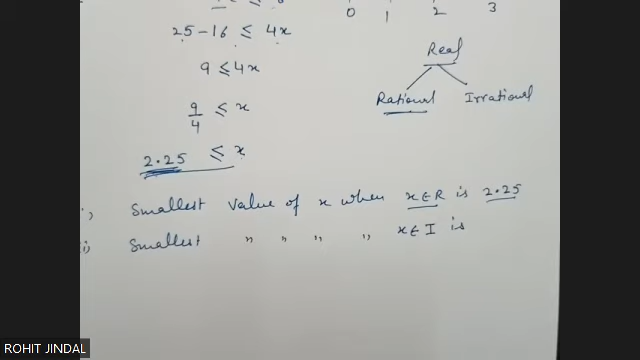 0 1 2 3
25-16 ≤ 4x
9 ≤ 4x
9/4 ≤ x
2.25 ≤ x
Real
Rational Irrational
Smallest value of x when x∈R is 2.25
Smallest " " " " x∈I is
ROHIT JINDAL